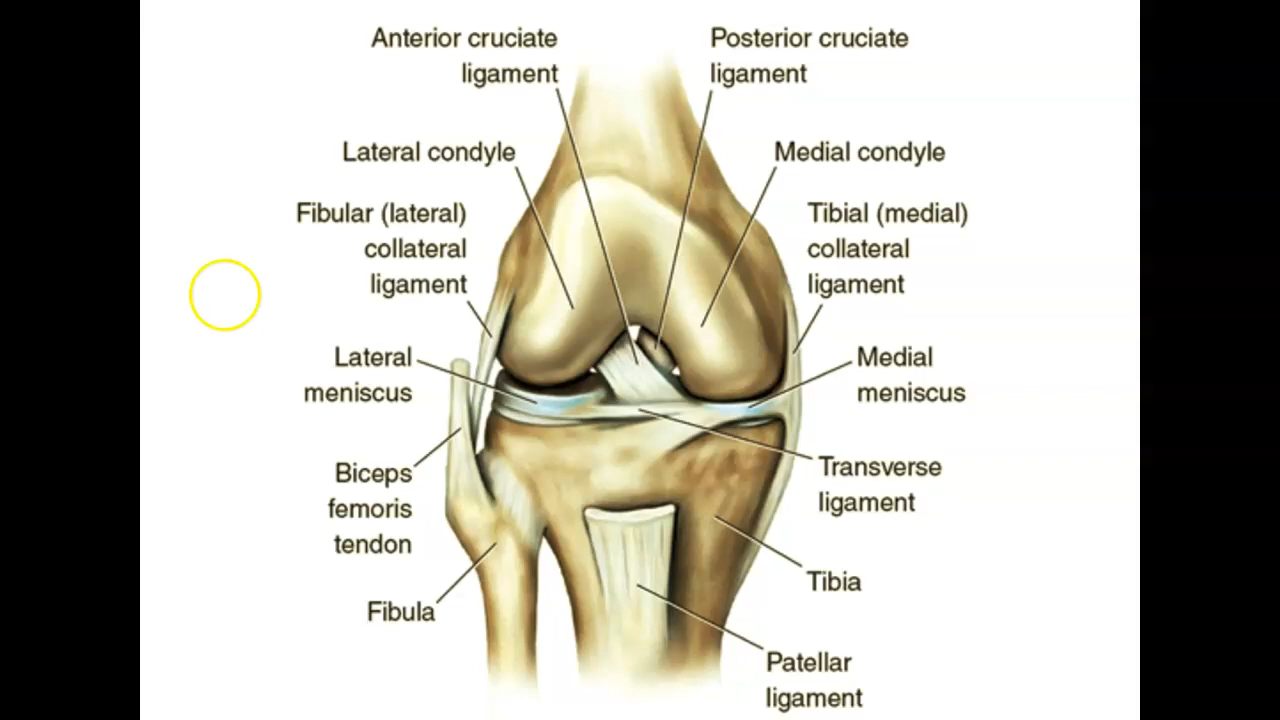 Anterior cruciate
ligament
Posterior cruciate
ligament
Lateral condyle
Medial condyle
Fibular (lateral)
collateral
ligament
Tibial (medial)
collateral
ligament
Lateral
meniscus
Medial
meniscus
Biceps
femoris
tendon
Transverse
ligament
Fibula
Tibia
Patellar
ligament